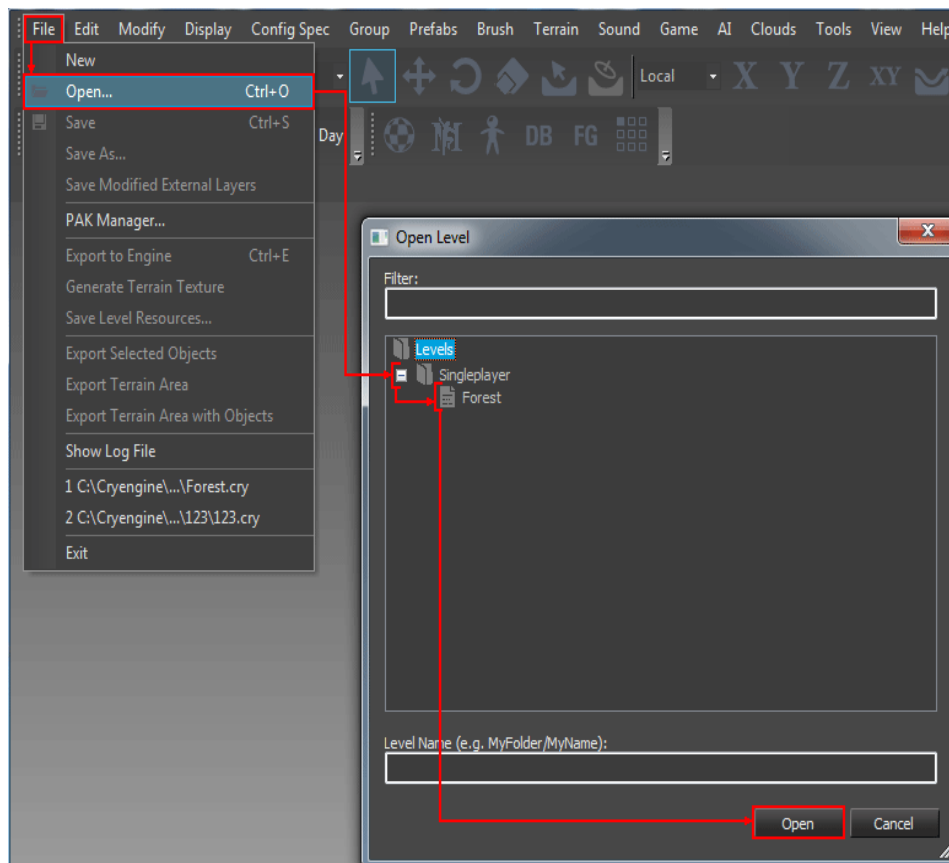 File Edit Modify Display Config Spec Group Prefabs Brush Terrain Sound Game AI Clouds Tools View Help
New
Open... Ctrl+O
Save Ctrl+S
Save As...
Save Modified External Layers
PAK Manager...
Export to Engine Ctrl+E
Generate Terrain Texture
Save Level Resources...
Export Selected Objects
Export Terrain Area
Export Terrain Area with Objects
Show Log File
1 C:\Cryengine\...\Forest.cry
2 C:\Cryengine\...\123\123.cry
Exit
Local X Y Z XY
Day DB FG
Open Level
Filter:
Levels
Singleplayer
Forest
Level Name (e.g. MyFolder/MyName):
Open Cancel